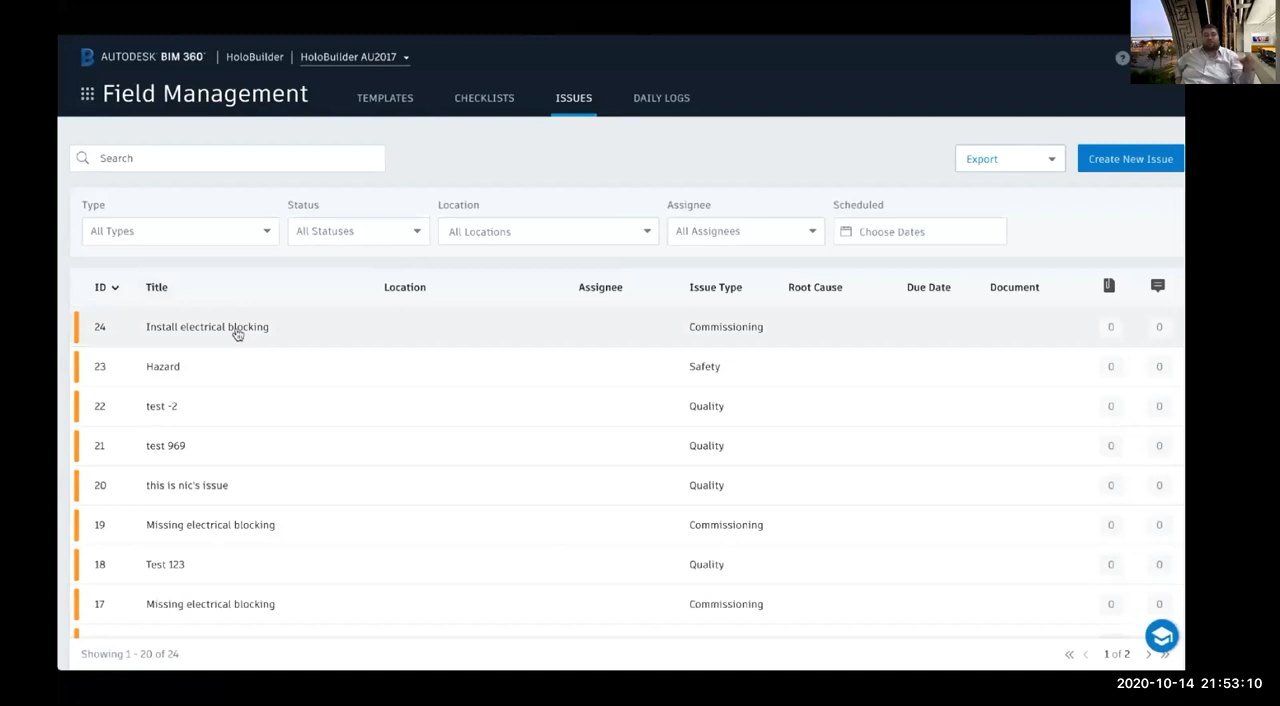 AUTODESK BIM 360 HoloBuilder HoloBuilder AU2017
?
Field Management TEMPLATES CHECKLISTS ISSUES DAILY LOGS
Search Export Create New Issue
Type Status Location Assignee Scheduled
All Types All Statuses All Locations All Assignees Choose Dates
ID Title Location Assignee Issue Type Root Cause Due Date Document
24 Install electrical blocking Commissioning 0 0
23 Hazard Safety 0 0
22 test -2 Quality 0 0
21 test 969 Quality 0 0
20 this is nic's issue Quality 0 0
19 Missing electrical blocking Commissioning 0 0
18 Test 123 Quality 0 0
17 Missing electrical blocking Commissioning 0 0
Showing 1 - 20 of 24 « ‹ 1 of 2 › »
2020-10-14 21:53:10